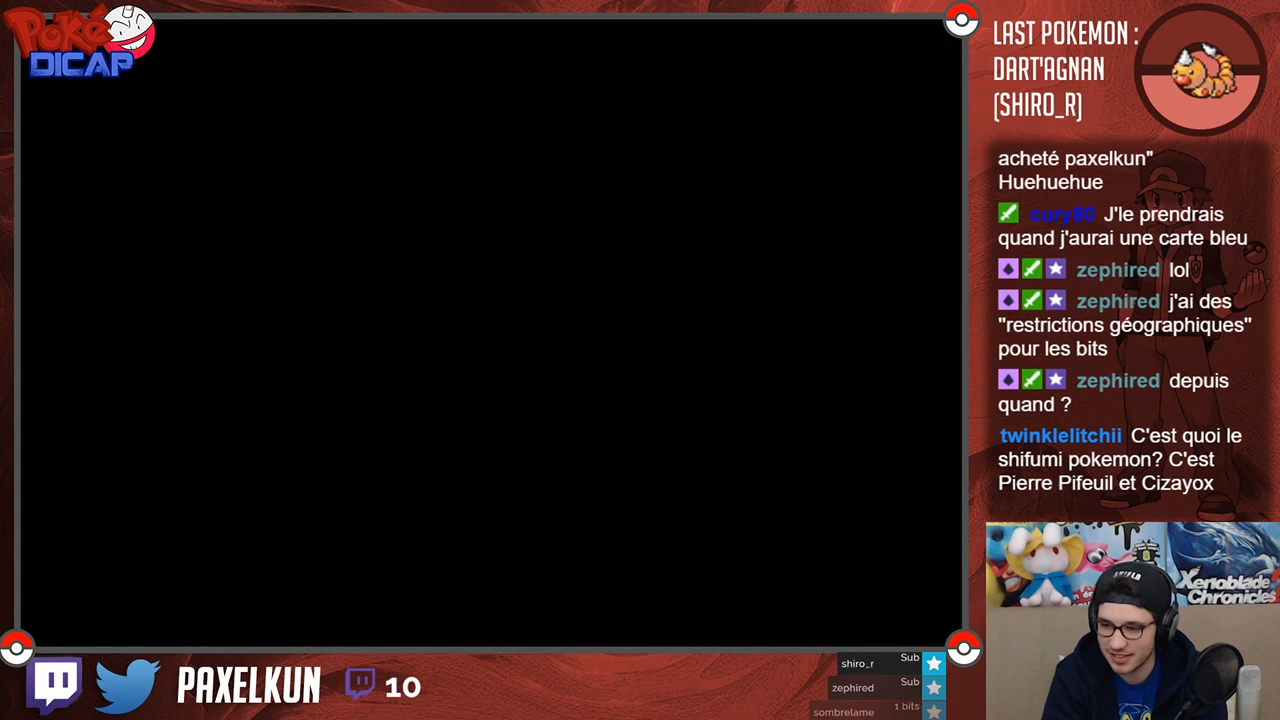 POKÉ
DICAP
LAST POKEMON :
DART'AGNAN
(SHIRO_R)
acheté paxelkun"
Huehuehue
cury80 J'le prendrais
quand j'aurai une carte bleu
zephired lol
zephired j'ai des
"restrictions géographiques"
pour les bits
zephired depuis
quand ?
twinklelitchii C'est quoi le
shifumi pokemon? C'est
Pierre Pifeuil et Cizayox
Xenoblade
Chronicles
PAXELKUN
10
shiro_r Sub
zephired Sub
sombrelame 1 bits